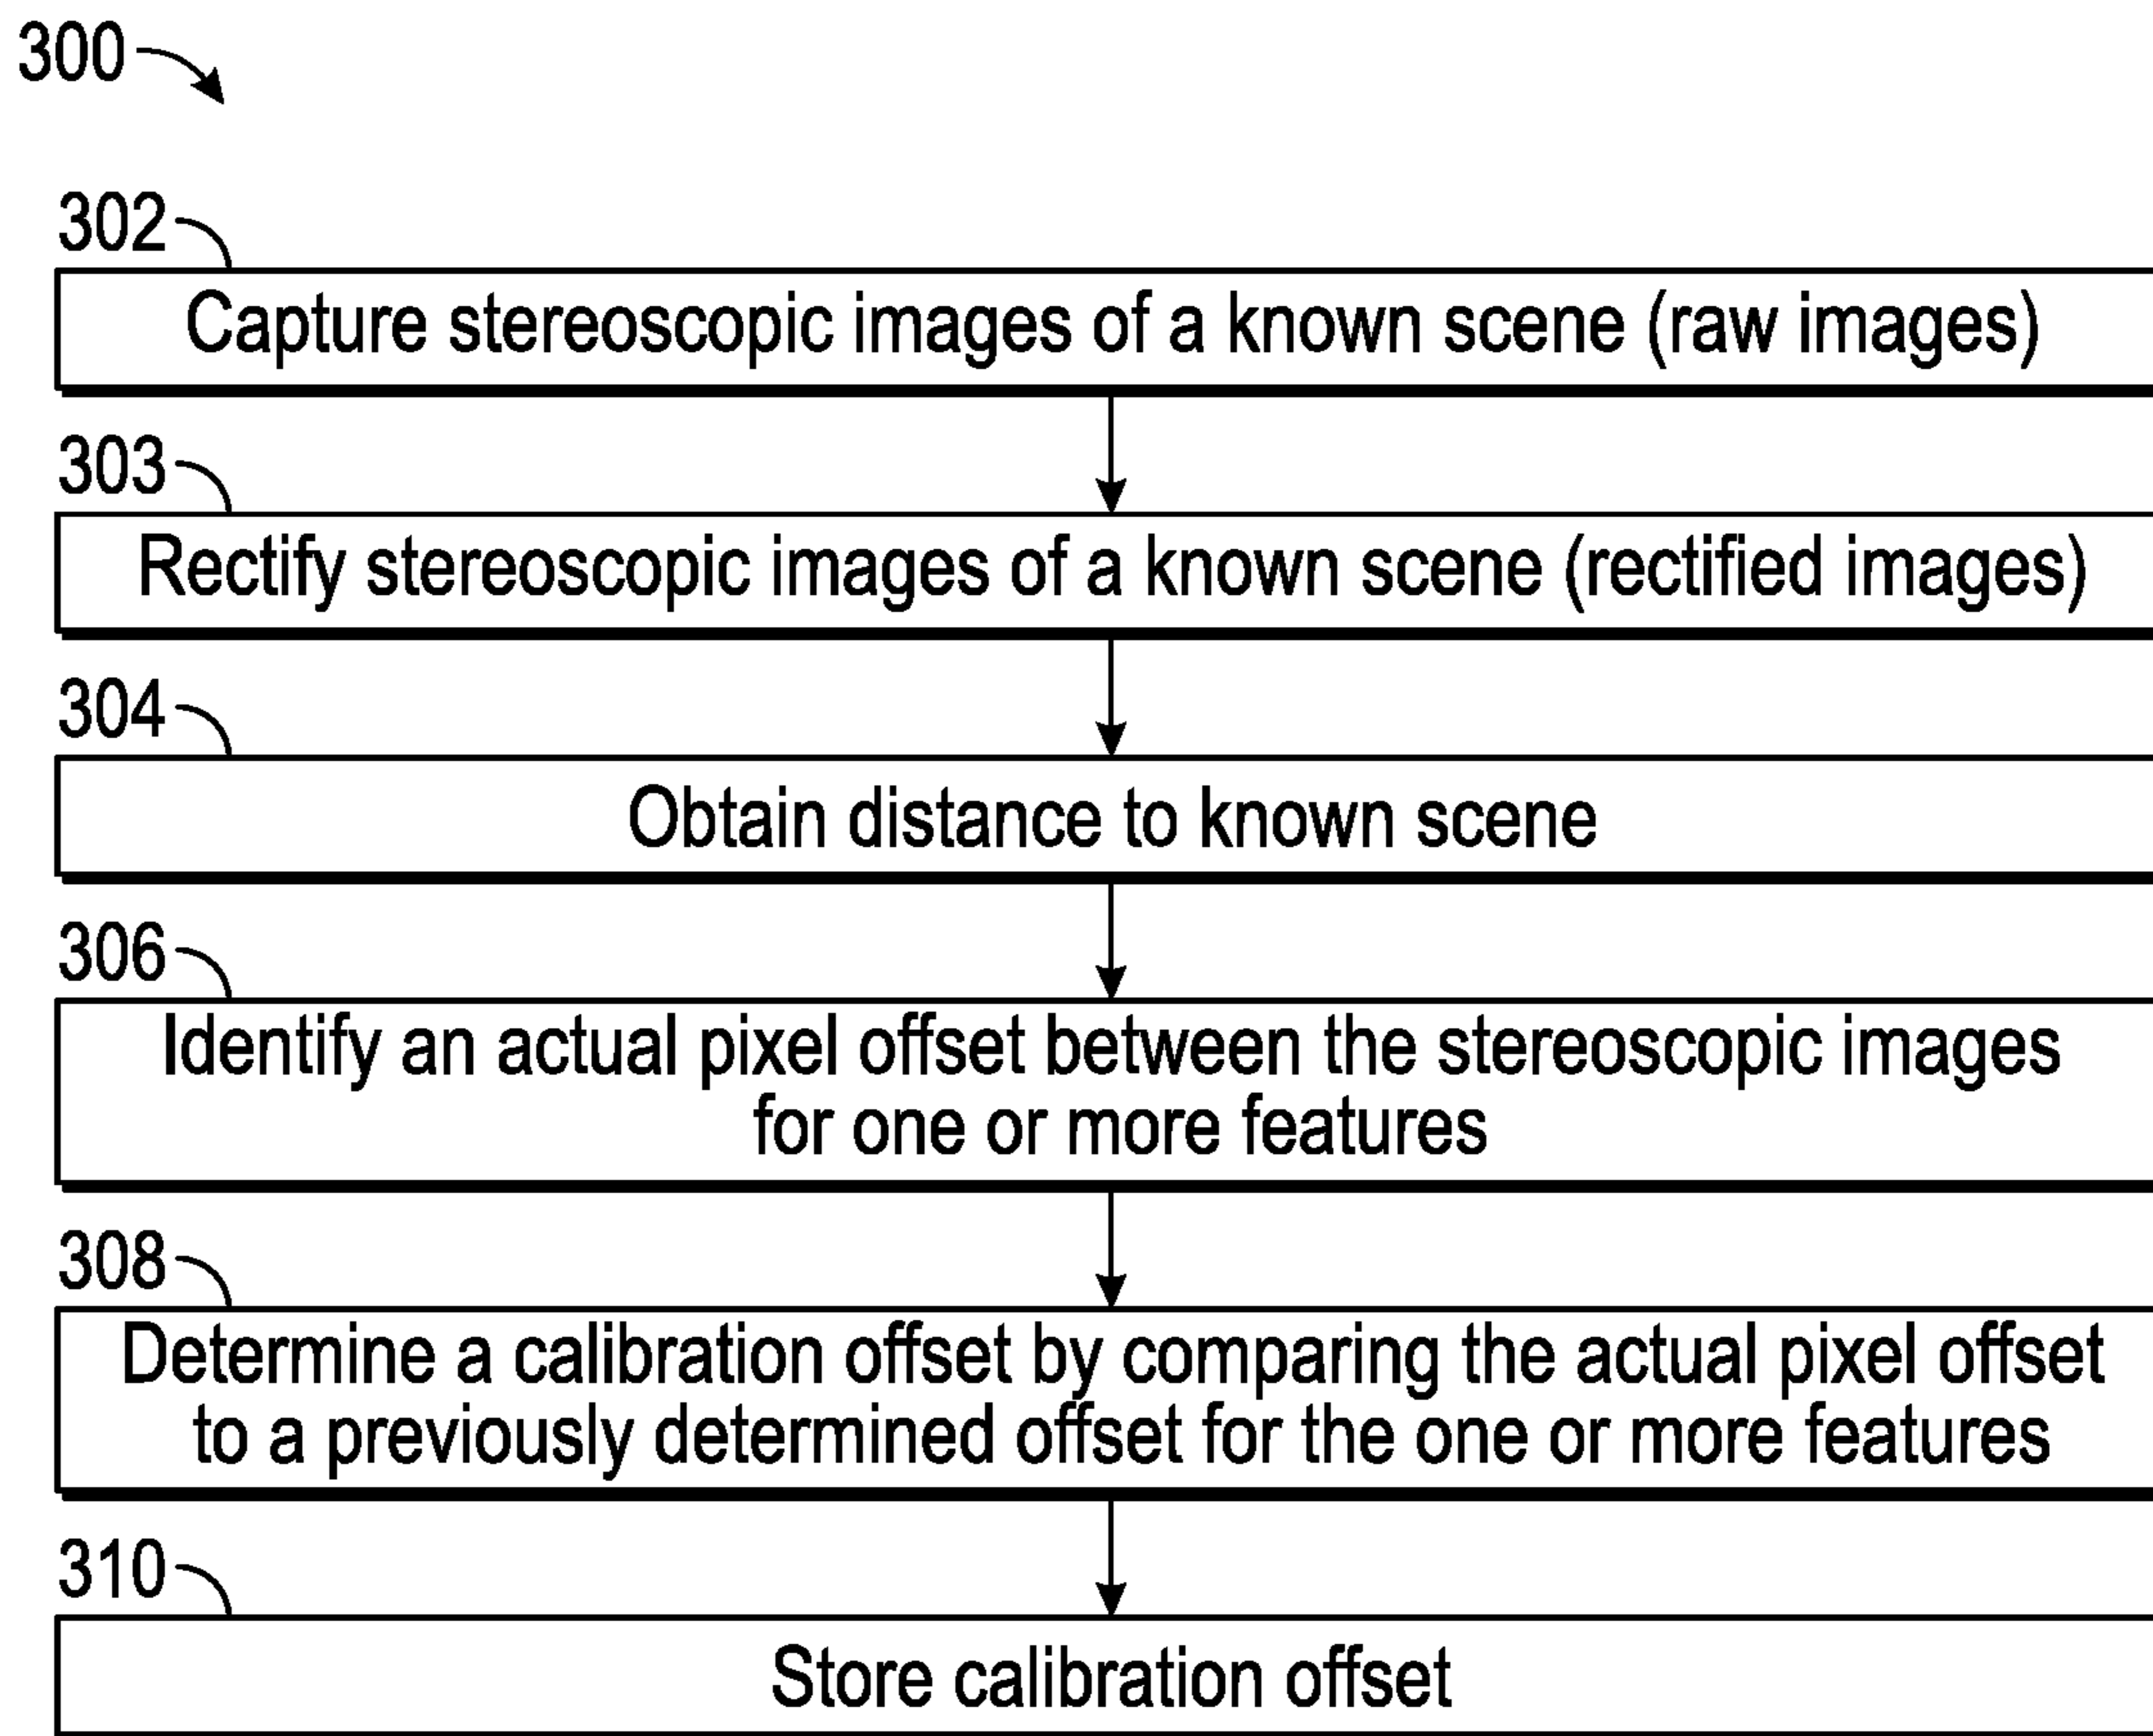 300
302
Capture stereoscopic images of a known scene (raw images)
303
Rectify stereoscopic images of a known scene (rectified images)
304
Obtain distance to known scene
306
Identify an actual pixel offset between the stereoscopic images
for one or more features
308
Determine a calibration offset by comparing the actual pixel offset
to a previously determined offset for the one or more features
310
Store calibration offset